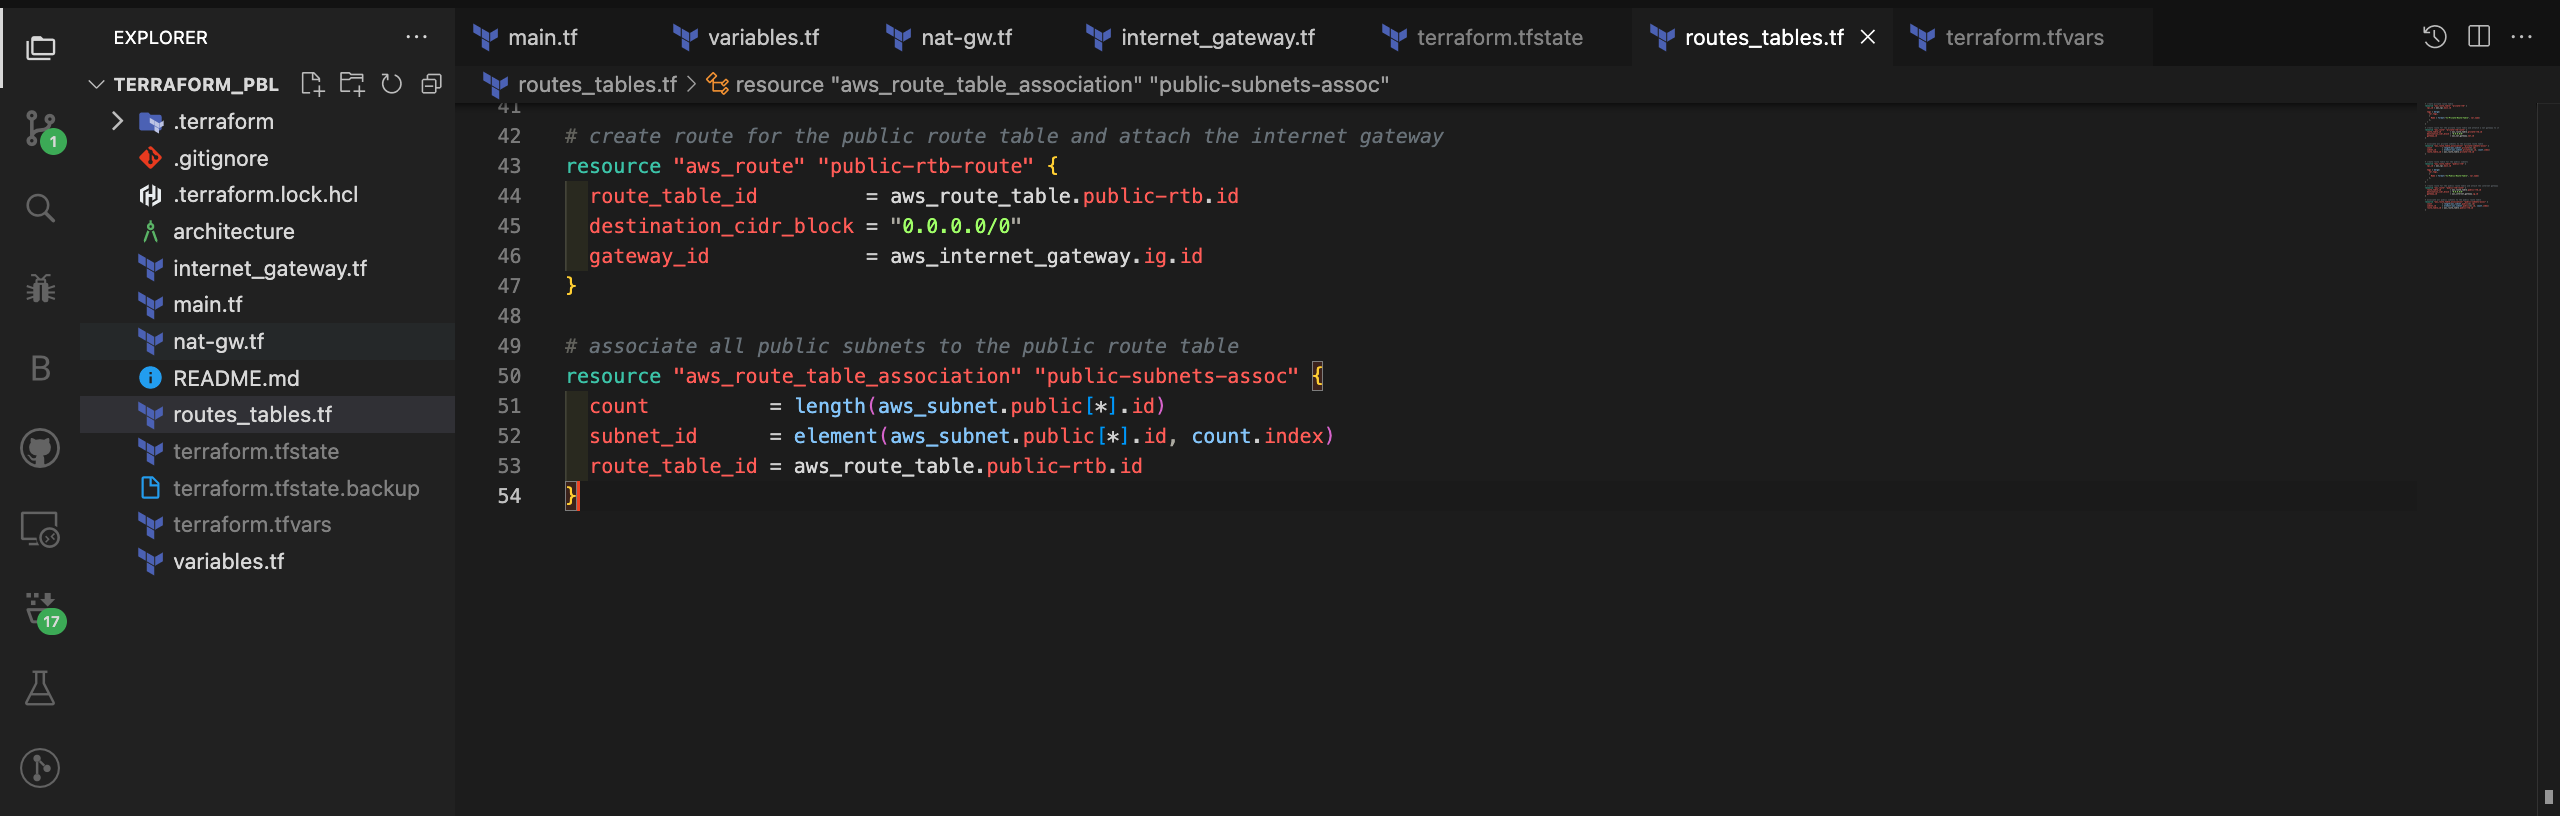 EXPLORER
TERRAFORM_PBL
.terraform
.gitignore
.terraform.lock.hcl
architecture
internet_gateway.tf
main.tf
nat-gw.tf
README.md
routes_tables.tf
terraform.tfstate
terraform.tfstate.backup
terraform.tfvars
variables.tf
1
B
17
main.tf variables.tf nat-gw.tf internet_gateway.tf terraform.tfstate routes_tables.tf terraform.tfvars
routes_tables.tf > resource "aws_route_table_association" "public-subnets-assoc"
41
42 # create route for the public route table and attach the internet gateway
43 resource "aws_route" "public-rtb-route" {
44   route_table_id         = aws_route_table.public-rtb.id
45   destination_cidr_block = "0.0.0.0/0"
46   gateway_id             = aws_internet_gateway.ig.id
47 }
48
49 # associate all public subnets to the public route table
50 resource "aws_route_table_association" "public-subnets-assoc" {
51   count          = length(aws_subnet.public[*].id)
52   subnet_id      = element(aws_subnet.public[*].id, count.index)
53   route_table_id = aws_route_table.public-rtb.id
54 }